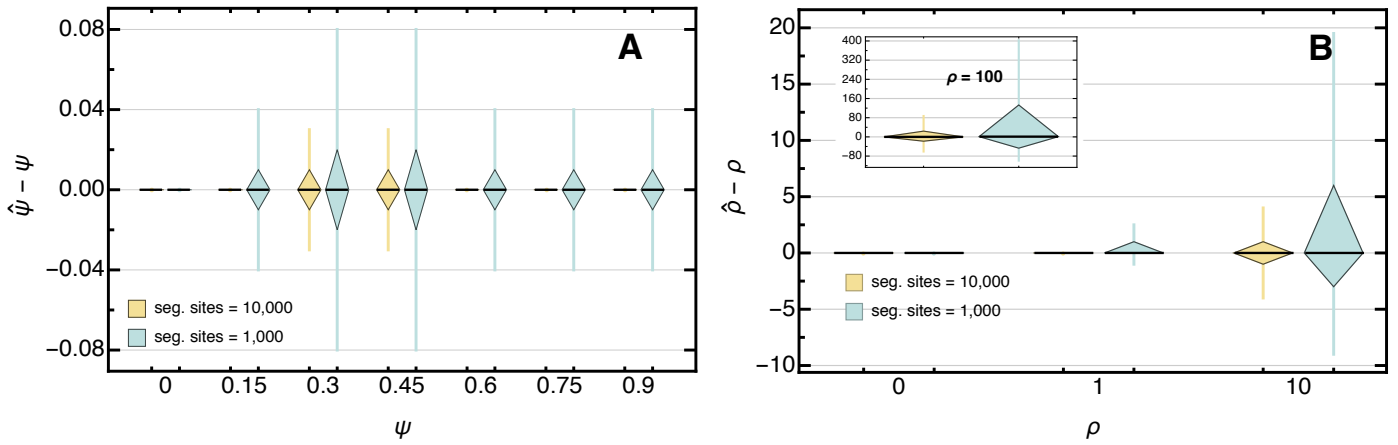 A
0.08
0.04
0.00
−0.04
−0.08
ψ̂ − ψ
seg. sites = 10,000
seg. sites = 1,000
0 0.15 0.3 0.45 0.6 0.75 0.9
ψ
B
20
15
10
5
0
−5
−10
ρ̂ − ρ
400
320
240
160
80
0
−80
ρ = 100
seg. sites = 10,000
seg. sites = 1,000
0 1 10
ρ